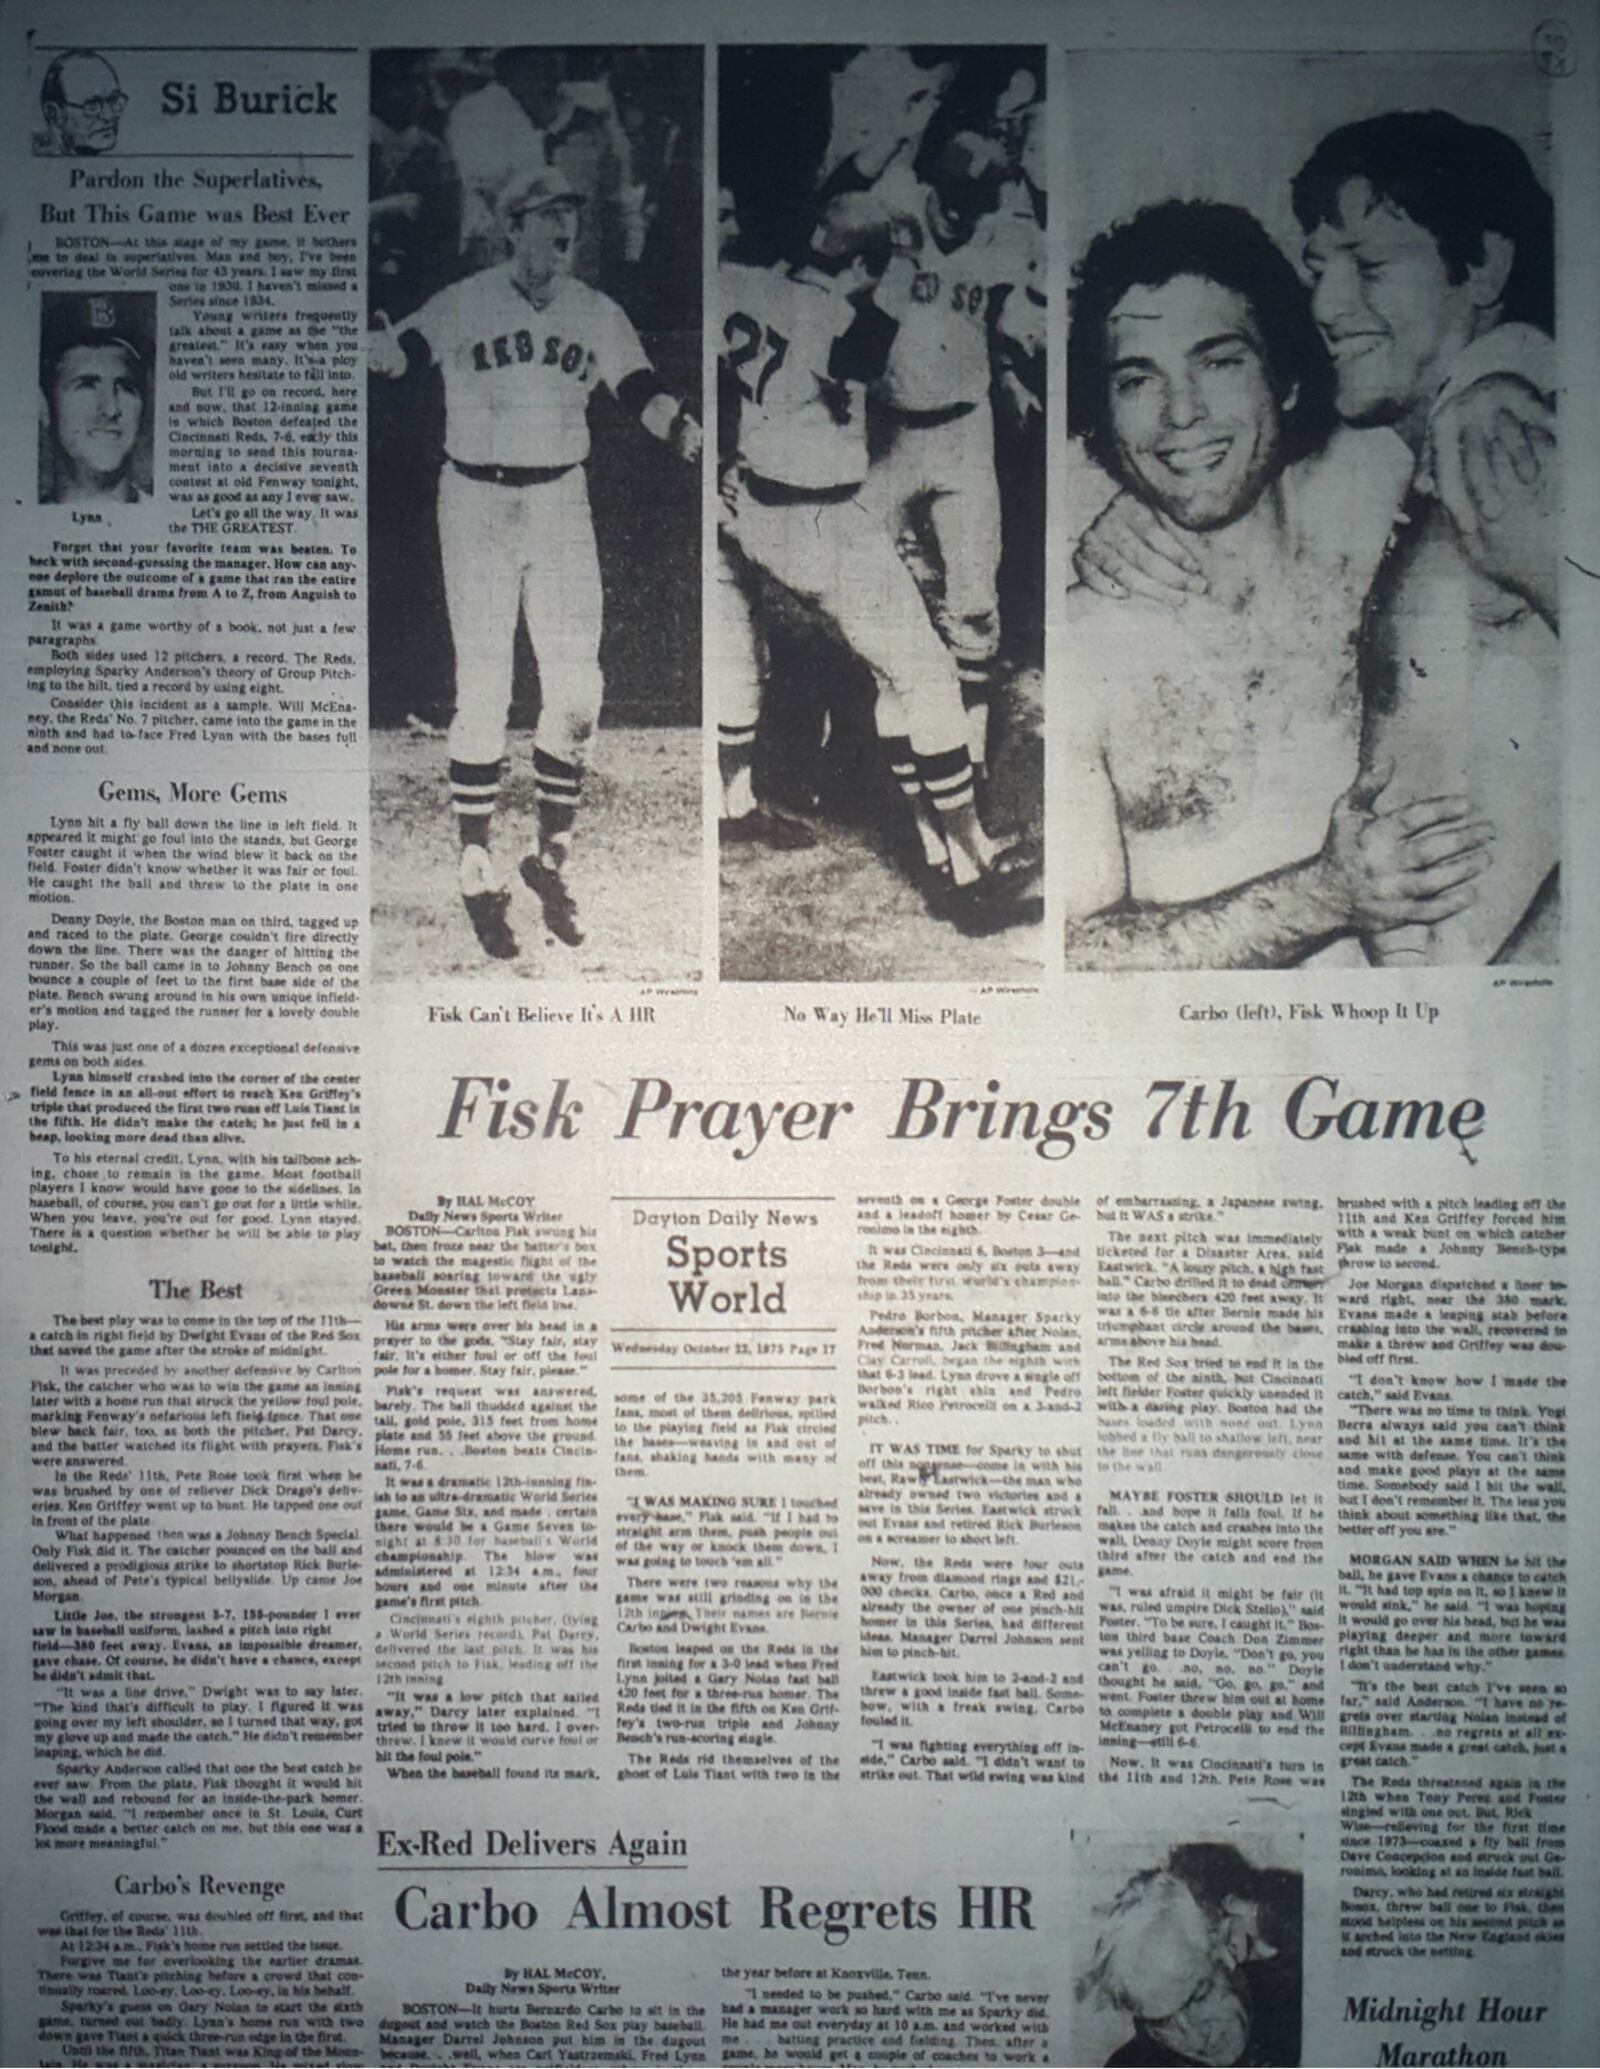 Si Burick
Pardon the Superlatives,
But This Game was Best Ever
BOSTON—At this stage of my game, it bothers
me to deal in superlatives. Man and boy, I've been
covering the World Series for 43 years. I saw my first
one in 1930. I haven't missed a
Series since 1934.
Young writers frequently
talk about a game as the "the
greatest." It's easy when you
haven't seen many. It's a ploy
old writers hesitate to fall into.
But I'll go on record, here
and now, that 12-inning game
in which Boston defeated the
Cincinnati Reds, 7-6, early this
morning to send this tourna-
ment into a decisive seventh
contest at old Fenway tonight,
was as good as any I ever saw.
Let's go all the way. It was
the THE GREATEST.
Lynn
Forget that your favorite team was beaten. To
heck with second-guessing the manager. How can any-
one deplore the outcome of a game that ran the entire
gamut of baseball drama from A to Z, from Anguish to
Zenith?
It was a game worthy of a book, not just a few
paragraphs.
Both sides used 12 pitchers, a record. The Reds,
employing Sparky Anderson's theory of Group Pitch-
ing to the hilt, tied a record by using eight.
Consider this incident as a sample. Will McEna-
ney, the Reds' No. 7 pitcher, came into the game in the
ninth and had to face Fred Lynn with the bases full
and none out.
Gems, More Gems
Lynn hit a fly ball down the line in left field. It
appeared it might go foul into the stands, but George
Foster caught it when the wind blew it back on the
field. Foster didn't know whether it was fair or foul.
He caught the ball and threw to the plate in one
motion.
Denny Doyle, the Boston man on third, tagged up
and raced to the plate. George couldn't fire directly
down the line. There was the danger of hitting the
runner. So the ball came in to Johnny Bench on one
bounce a couple of feet to the first base side of the
plate. Bench swung around in his own unique infield-
er's motion and tagged the runner for a lovely double
play.
This was just one of a dozen exceptional defensive
gems on both sides.
Lynn himself crashed into the corner of the center
field fence in an all-out effort to reach Ken Griffey's
triple that produced the first two runs off Luis Tiant in
the fifth. He didn't make the catch; he just fell in a
heap, looking more dead than alive.
To his eternal credit, Lynn, with his tailbone ach-
ing, chose to remain in the game. Most football
players I know would have gone to the sidelines. In
baseball, of course, you can't go out for a little while.
When you leave, you're out for good. Lynn stayed.
There is a question whether he will be able to play
tonight.
The Best
The best play was to come in the top of the 11th—
a catch in right field by Dwight Evans of the Red Sox
that saved the game after the stroke of midnight.
It was preceded by another defensive by Carlton
Fisk, the catcher who was to win the game an inning
later with a home run that struck the yellow foul pole,
marking Fenway's nefarious left field fence. That one
blew back fair, too, as both the pitcher, Pat Darcy,
and the batter watched its flight with prayers. Fisk's
were answered.
In the Reds' 11th, Pete Rose took first when he
was brushed by one of reliever Dick Drago's deliv-
eries. Ken Griffey went up to bunt. He tapped one out
in front of the plate.
What happened then was a Johnny Bench Special.
Only Fisk did it. The catcher pounced on the ball and
delivered a prodigious strike to shortstop Rick Burle-
son, ahead of Pete's typical bellyslide. Up came Joe
Morgan.
Little Joe, the strongest 5-7, 155-pounder I ever
saw in baseball uniform, lashed a pitch into right
field—380 feet away. Evans, an impossible dreamer,
gave chase. Of course, he didn't have a chance, except
he didn't admit that.
"It was a line drive," Dwight was to say later.
"The kind that's difficult to play. I figured it was
going over my left shoulder, so I turned that way, got
my glove up and made the catch." He didn't remember
leaping, which he did.
Sparky Anderson called that one the best catch he
ever saw. From the plate, Fisk thought it would hit
the wall and rebound for an inside-the-park homer.
Morgan said, "I remember once in St. Louis, Curt
Flood made a better catch on me, but this one was a
lot more meaningful."
Carbo's Revenge
Griffey, of course, was doubled off first, and that
was that for the Reds' 11th.
At 12:34 a.m., Fisk's home run settled the issue.
Forgive me for overlooking the earlier dramas.
There was Tiant's pitching before a crowd that con-
tinually roared, Loo-ey, Loo-ey, Loo-ey, in his behalf.
Sparky's guess on Gary Nolan to start the sixth
game, turned out badly. Lynn's home run with two
down gave Tiant a quick three-run edge in the first.
Until the fifth, Titan Tiant was King of the Moun-
RED SOX
27
RED SO
AP Wirephoto
AP Wirephoto
AP Wirephoto
Fisk Can't Believe It's A HR
No Way He'll Miss Plate
Carbo (left), Fisk Whoop It Up
Fisk Prayer Brings 7th Game
By HAL McCOY
Daily News Sports Writer
BOSTON—Carlton Fisk swung his
bat, then froze near the batter's box
to watch the magestic flight of the
baseball soaring toward the ugly
Green Monster that protects Lans-
downe St. down the left field line.
His arms were over his head in a
prayer to the gods, "Stay fair, stay
fair. It's either foul or off the foul
pole for a homer. Stay fair, please."
Fisk's request was answered,
barely. The ball thudded against the
tall, gold pole, 315 feet from home
plate and 55 feet above the ground.
Home run. . .Boston beats Cincin-
nati, 7-6.
It was a dramatic 12th-innning fin-
ish to an ultra-dramatic World Series
game, Game Six, and made certain
there would be a Game Seven to-
night at 8:30 for baseball's World
championship. The blow was
administered at 12:34 a.m., four
hours and one minute after the
game's first pitch.
Cincinnati's eighth pitcher, (tying
a World Series record), Pat Darcy,
delivered the last pitch. It was his
second pitch to Fisk, leading off the
12th inning.
"It was a low pitch that sailed
away," Darcy later explained. "I
tried to throw it too hard. I over-
threw. I knew it would curve foul or
hit the foul pole."
When the baseball found its mark,
Dayton Daily News
Sports
World
Wednesday October 22, 1975 Page 17
some of the 35,205 Fenway park
fans, most of them delirious, spilled
to the playing field as Fisk circled
the bases—weaving in and out of
fans, shaking hands with many of
them.
"I WAS MAKING SURE I touched
every base," Fisk said. "If I had to
straight arm them, push people out
of the way or knock them down, I
was going to touch 'em all."
There were two reasons why the
game was still grinding on in the
12th inning. Their names are Bernie
Carbo and Dwight Evans.
Boston leaped on the Reds in the
first inning for a 3-0 lead when Fred
Lynn jolted a Gary Nolan fast ball
420 feet for a three-run homer. The
Reds tied it in the fifth on Ken Grif-
fey's two-run triple and Johnny
Bench's run-scoring single.
The Reds rid themselves of the
ghost of Luis Tiant with two in the
seventh on a George Foster double
and a leadoff homer by Cesar Ge-
ronimo in the eighth.
It was Cincinnati 6, Boston 3—and
the Reds were only six outs away
from their first world's champion-
ship in 35 years.
Pedro Borbon, Manager Sparky
Anderson's fifth pitcher after Nolan,
Fred Norman, Jack Billingham and
Clay Carroll, began the eighth with
that 6-3 lead. Lynn drove a single off
Borbon's right shin and Pedro
walked Rico Petrocelli on a 3-and-2
pitch. .
IT WAS TIME for Sparky to shut
off this nonsense—come in with his
best, Rawly Eastwick—the man who
already owned two victories and a
save in this Series. Eastwick struck
out Evans and retired Rick Burleson
on a screamer to short left.
Now, the Reds were four outs
away from diamond rings and $21,-
000 checks. Carbo, once a Red and
already the owner of one pinch-hit
homer in this Series, had different
ideas. Manager Darrel Johnson sent
him to pinch-hit.
Eastwick took him to 2-and-2 and
threw a good inside fast ball. Some-
how, with a freak swing, Carbo
fouled it.
"I was fighting everything off in-
side," Carbo said. "I didn't want to
strike out. That wild swing was kind
of embarrassing, a Japanese swing,
but it WAS a strike."
The next pitch was immediately
ticketed for a Disaster Area, said
Eastwick. "A lousy pitch, a high fast
ball." Carbo drilled it to dead center
into the bleechers 420 feet away. It
was a 6-6 tie after Bernie made his
triumphant circle around the bases,
arms above his head.
The Red Sox tried to end it in the
bottom of the ninth, but Cincinnati
left fielder Foster quickly unended it
with a daring play. Boston had the
bases loaded with none out. Lynn
lobbed a fly ball to shallow left, near
the line that runs dangerously close
to the wall.
MAYBE FOSTER SHOULD let it
fall. . .and hope it falls foul. If he
makes the catch and crashes into the
wall, Denny Doyle might score from
third after the catch and end the
game.
"I was afraid it might be fair (it
was, ruled umpire Dick Stello)," said
Foster. "To be sure, I caught it." Bos-
ton third base Coach Don Zimmer
was yelling to Doyle, "Don't go, you
can't go. .no, no, no." Doyle
thought he said, "Go, go, go," and
went. Foster threw him out at home
to complete a double play and Will
McEnaney got Petrocelli to end the
inning—still 6-6.
Now, it was Cincinnati's turn in
the 11th and 12th. Pete Rose was
brushed with a pitch leading off the
11th and Ken Griffey forced him
with a weak bunt on which catcher
Fisk made a Johnny Bench-type
throw to second.
Joe Morgan dispatched a liner to-
ward right, near the 380 mark.
Evans made a leaping stab before
crashing into the wall, recovered to
make a throw and Griffey was dou-
bled off first.
"I don't know how I made the
catch," said Evans.
"There was no time to think. Yogi
Berra always said you can't think
and hit at the same time. It's the
same with defense. You can't think
and make good plays at the same
time. Somebody said I hit the wall,
but I don't remember it. The less you
think about something like that, the
better off you are."
MORGAN SAID WHEN he hit the
ball, he gave Evans a chance to catch
it. "It had top spin on it, so I knew it
would sink," he said. "I was hoping
it would go over his head, but he was
playing deeper and more toward
right than he has in the other games.
I don't understand why."
"It's the best catch I've seen so
far," said Anderson. "I have no re-
grets over starting Nolan instead of
Billingham. . .no regrets at all ex-
cept Evans made a great catch, just a
great catch."
The Reds threatened again in the
12th when Tony Perez and Foster
singled with one out. But, Rick
Wise—relieving for the first time
since 1973—coaxed a fly ball from
Dave Concepcion and struck out Ge-
ronimo, looking at an inside fast ball.
Darcy, who had retired six straight
Bosox, threw ball one to Fisk, then
stood helpless on his second pitch as
it arched into the New England skies
and struck the netting.
Ex-Red Delivers Again
Carbo Almost Regrets HR
By HAL McCOY,
Daily News Sports Writer
BOSTON—It hurts Bernardo Carbo to sit in the
dugout and watch the Boston Red Sox play baseball.
Manager Darrel Johnson put him in the dugout
because. . .well, when Carl Yastrzemski, Fred Lynn
the year before at Knoxville, Tenn.
"I needed to be pushed," Carbo said. "I've never
had a manager work so hard with me as Sparky did.
He had me out everyday at 10 a.m. and worked with
me . . . batting practice and fielding. Then, after a
game, he would get a couple of coaches to work a
Midnight Hour
Marathon